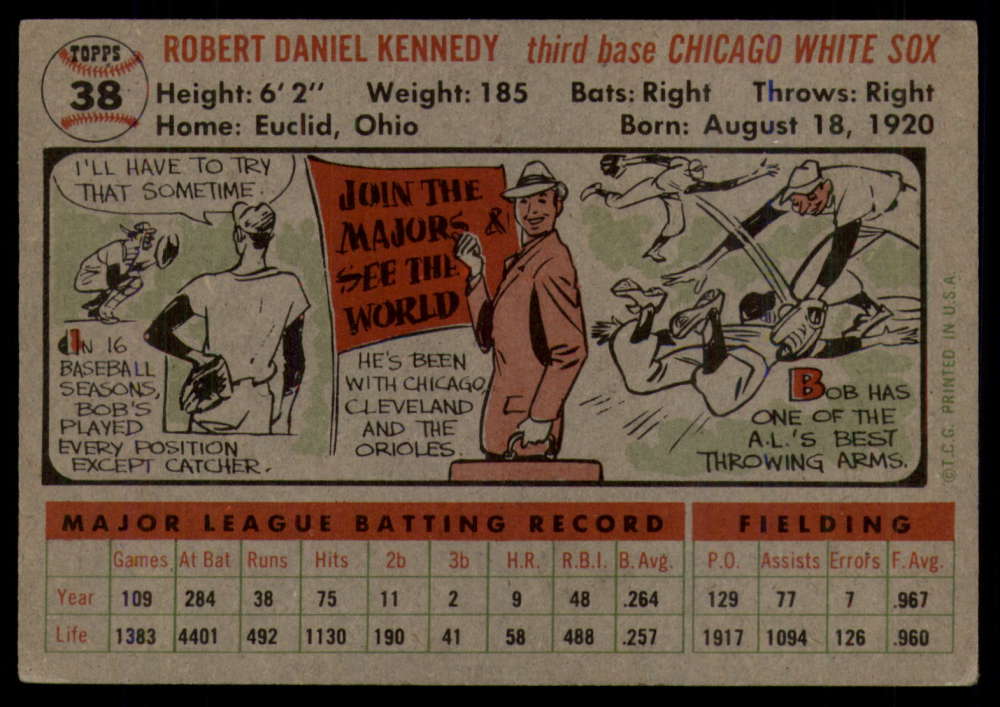 TOPPS
38
ROBERT DANIEL KENNEDY third base CHICAGO WHITE SOX
Height: 6' 2" Weight: 185 Bats: Right Throws: Right
Home: Euclid, Ohio Born: August 18, 1920
I'LL HAVE TO TRY
THAT SOMETIME.
IN 16
BASEBALL
SEASONS,
BOB'S
PLAYED
EVERY POSITION
EXCEPT CATCHER.
JOIN THE
MAJORS &
SEE THE
WORLD
HE'S BEEN
WITH CHICAGO,
CLEVELAND
AND THE
ORIOLES.
BOB HAS
ONE OF THE
A.L.'S BEST
THROWING ARMS.
©T.C.G. PRINTED IN U.S.A.
MAJOR LEAGUE BATTING RECORD FIELDING
Games At Bat Runs Hits 2b 3b H.R. R.B.I. B. Avg. P.O. Assists Errors F. Avg.
Year 109 284 38 75 11 2 9 48 .264 129 77 7 .967
Life 1383 4401 492 1130 190 41 58 488 .257 1917 1094 126 .960